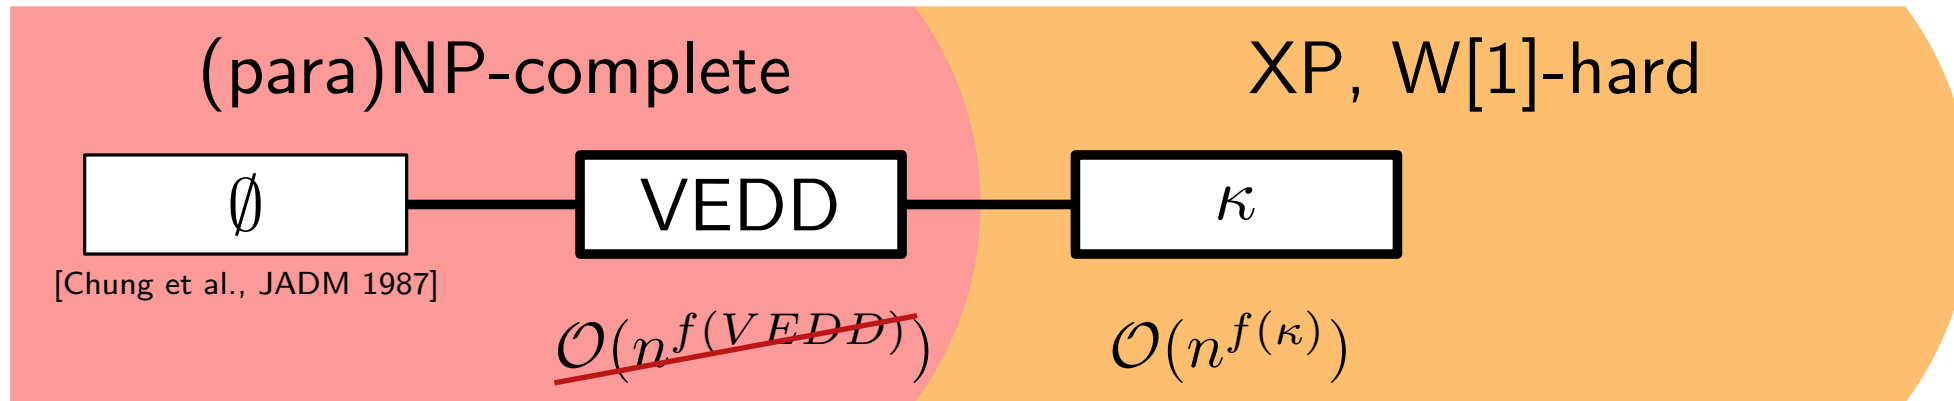 (para)NP-complete XP, W[1]-hard
∅ VEDD κ
[Chung et al., JADM 1987]
𝒪(n^{f(VEDD)}) 𝒪(n^{f(κ)})